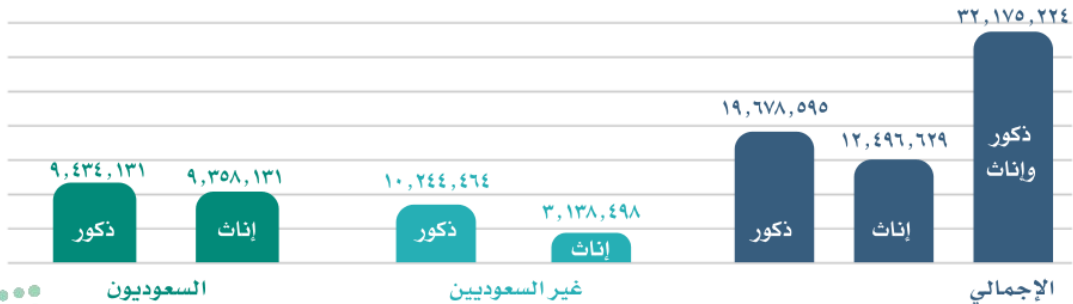 ٣٢,١٧٥,٢٢٤
ذكور
وإناث
١٢,٤٩٦,٦٢٩
إناث
١٩,٦٧٨,٥٩٥
ذكور
الإجمالي
٣,١٣٨,٤٩٨
إناث
١٠,٢٤٤,٤٦٤
ذكور
غير السعوديين
٩,٣٥٨,١٣١
إناث
٩,٤٣٤,١٣١
ذكور
السعوديون